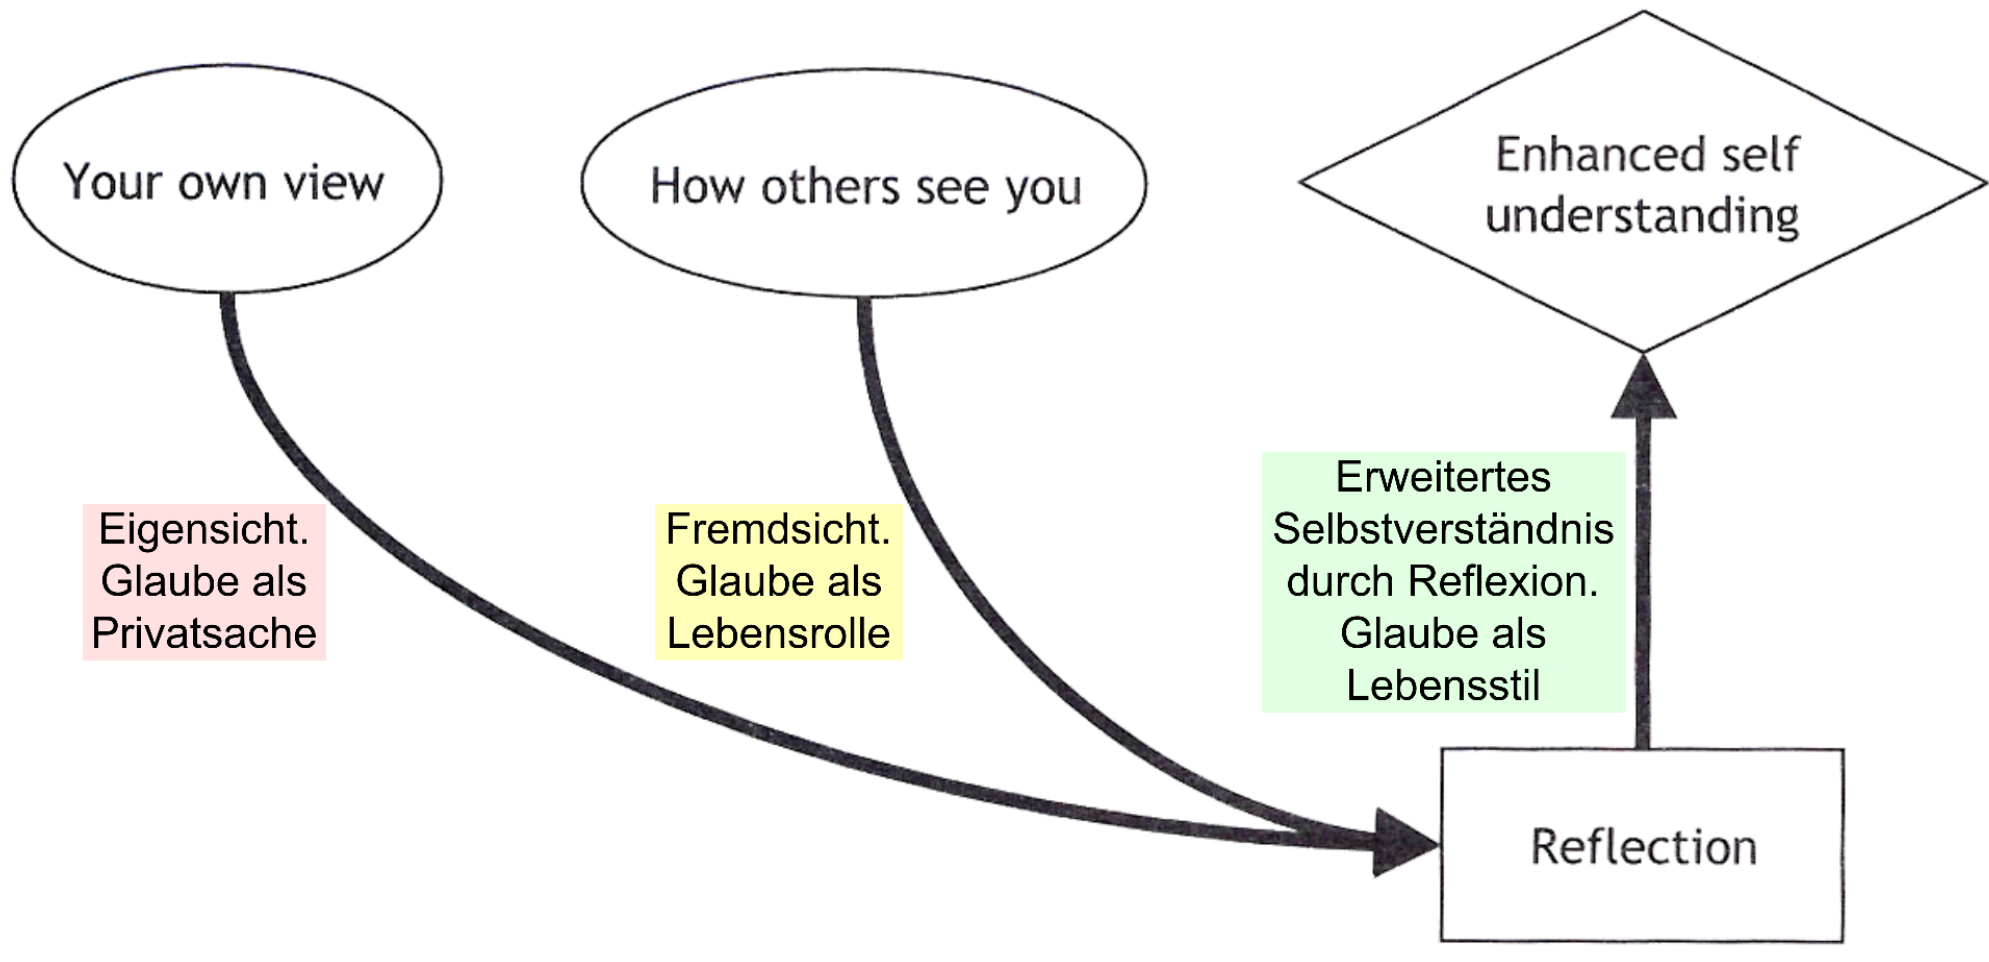 Your own view
How others see you
Enhanced self
understanding
Eigensicht.
Glaube als
Privatsache
Fremdsicht.
Glaube als
Lebensrolle
Erweitertes
Selbstverständnis
durch Reflexion.
Glaube als
Lebensstil
Reflection